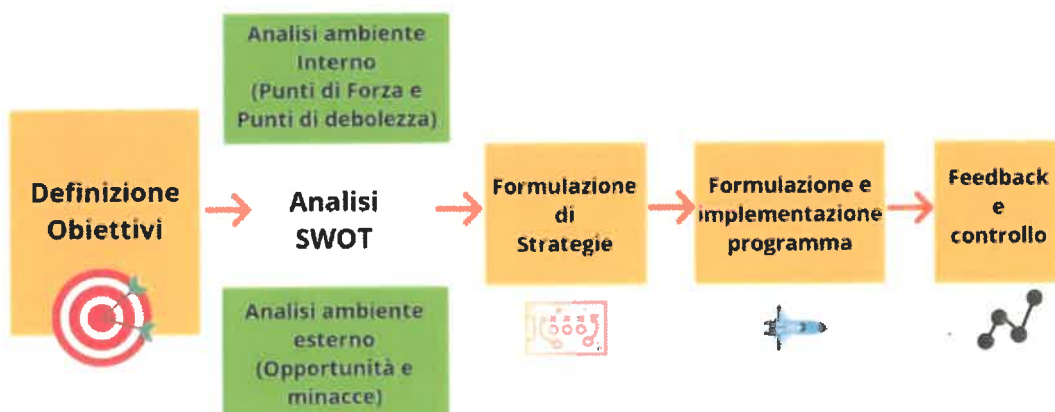 Analisi ambiente
Interno
(Punti di Forza e
Punti di debolezza)
Definizione
Obiettivi
Analisi
SWOT
Analisi ambiente
esterno
(Opportunità e
minacce)
Formulazione
di
Strategie
Formulazione e
implementazione
programma
Feedback
e
controllo